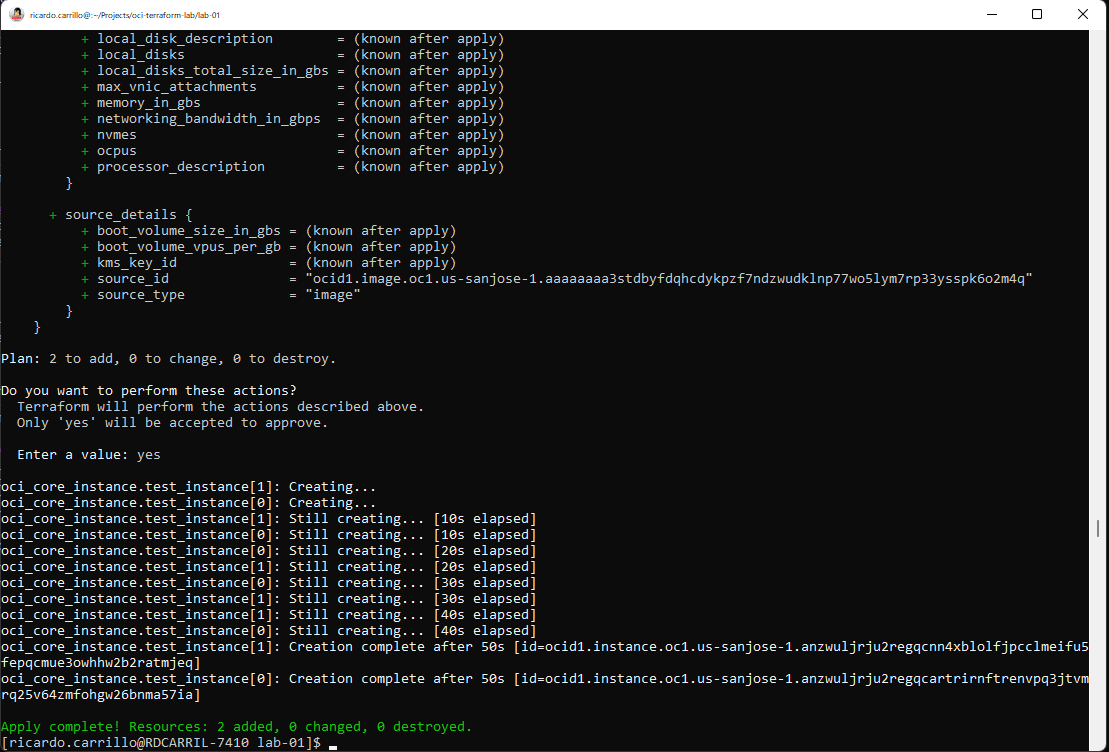 ricardo.carrillo@:~/Projects/oci-terraform-lab/lab-01
+ local_disk_description        = (known after apply)
+ local_disks                   = (known after apply)
+ local_disks_total_size_in_gbs = (known after apply)
+ max_vnic_attachments          = (known after apply)
+ memory_in_gbs                 = (known after apply)
+ networking_bandwidth_in_gbps  = (known after apply)
+ nvmes                         = (known after apply)
+ ocpus                         = (known after apply)
+ processor_description         = (known after apply)
}
+ source_details {
+ boot_volume_size_in_gbs = (known after apply)
+ boot_volume_vpus_per_gb = (known after apply)
+ kms_key_id              = (known after apply)
+ source_id               = "ocid1.image.oc1.us-sanjose-1.aaaaaaaa3stdbyfdqhcdykpzf7ndzwudklnp77wo5lym7rp33ysspk6o2m4q"
+ source_type             = "image"
}
}
Plan: 2 to add, 0 to change, 0 to destroy.
Do you want to perform these actions?
Terraform will perform the actions described above.
Only 'yes' will be accepted to approve.
Enter a value: yes
oci_core_instance.test_instance[1]: Creating...
oci_core_instance.test_instance[0]: Creating...
oci_core_instance.test_instance[1]: Still creating... [10s elapsed]
oci_core_instance.test_instance[0]: Still creating... [10s elapsed]
oci_core_instance.test_instance[0]: Still creating... [20s elapsed]
oci_core_instance.test_instance[1]: Still creating... [20s elapsed]
oci_core_instance.test_instance[0]: Still creating... [30s elapsed]
oci_core_instance.test_instance[1]: Still creating... [30s elapsed]
oci_core_instance.test_instance[1]: Still creating... [40s elapsed]
oci_core_instance.test_instance[0]: Still creating... [40s elapsed]
oci_core_instance.test_instance[1]: Creation complete after 50s [id=ocid1.instance.oc1.us-sanjose-1.anzwuljrju2regqcnn4xblolfjpcclmeifu5
fepqcmue3owhhw2b2ratmjeq]
oci_core_instance.test_instance[0]: Creation complete after 50s [id=ocid1.instance.oc1.us-sanjose-1.anzwuljrju2regqcartrirnftrenvpq3jtvm
rq25v64zmfohgw26bnma57ia]
Apply complete! Resources: 2 added, 0 changed, 0 destroyed.
[ricardo.carrillo@RDCARRIL-7410 lab-01]$